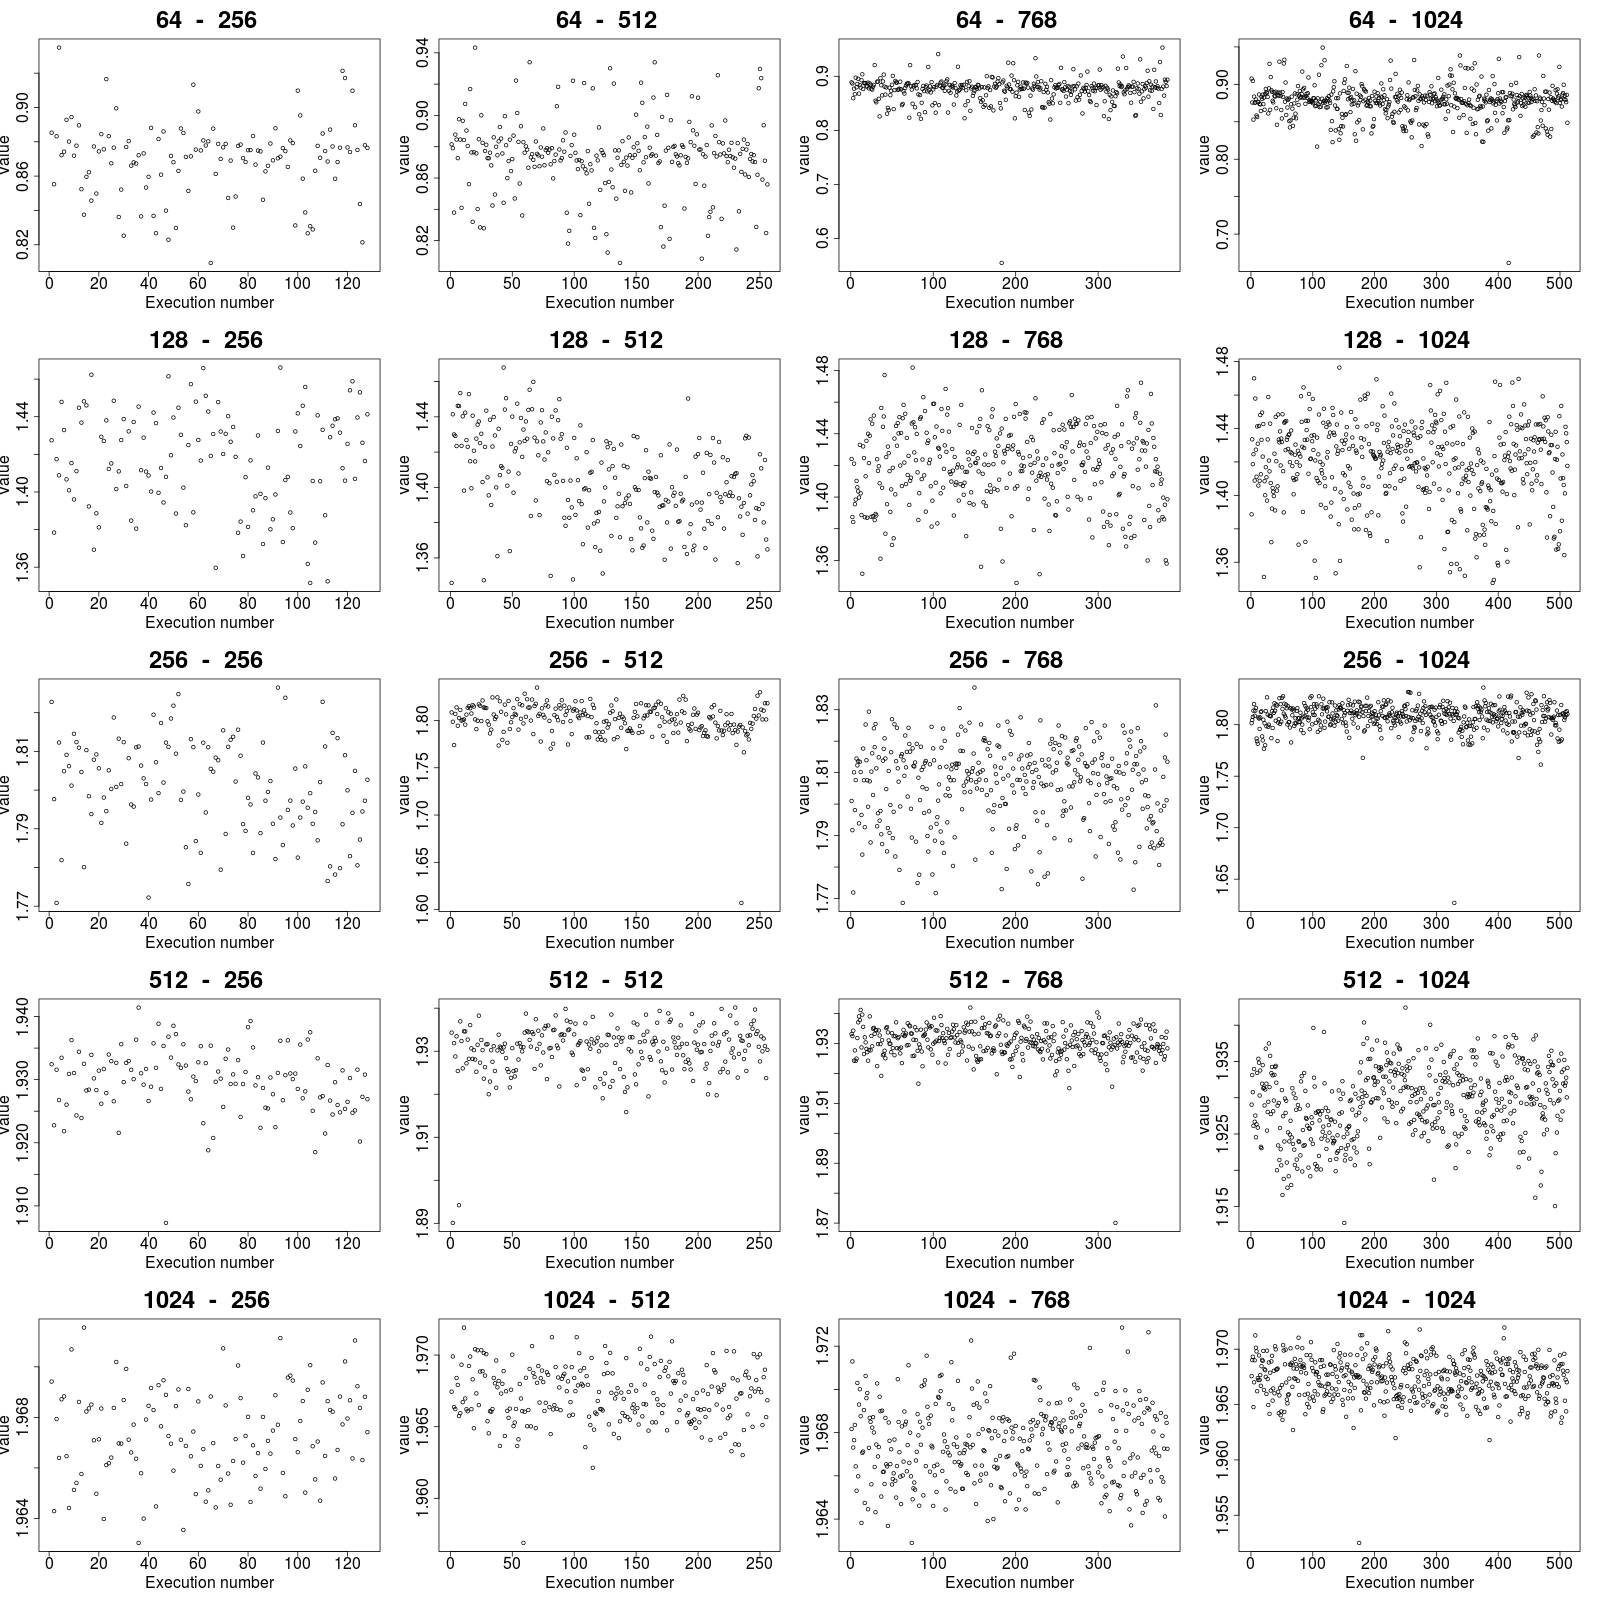 64 - 256
value
0.82 0.86 0.90
0 20 40 60 80 100 120
Execution number
64 - 512
value
0.82 0.86 0.90 0.94
0 50 100 150 200 250
Execution number
64 - 768
value
0.6 0.7 0.8 0.9
0 100 200 300
Execution number
64 - 1024
value
0.70 0.80 0.90
0 100 200 300 400 500
Execution number
128 - 256
value
1.36 1.40 1.44
0 20 40 60 80 100 120
Execution number
128 - 512
value
1.36 1.40 1.44
0 50 100 150 200 250
Execution number
128 - 768
value
1.36 1.40 1.44 1.48
0 100 200 300
Execution number
128 - 1024
value
1.36 1.40 1.44 1.48
0 100 200 300 400 500
Execution number
256 - 256
value
1.77 1.79 1.81
0 20 40 60 80 100 120
Execution number
256 - 512
value
1.60 1.65 1.70 1.75 1.80
0 50 100 150 200 250
Execution number
256 - 768
value
1.77 1.79 1.81 1.83
0 100 200 300
Execution number
256 - 1024
value
1.65 1.70 1.75 1.80
0 100 200 300 400 500
Execution number
512 - 256
value
1.910 1.920 1.930 1.940
0 20 40 60 80 100 120
Execution number
512 - 512
value
1.89 1.91 1.93
0 50 100 150 200 250
Execution number
512 - 768
value
1.87 1.89 1.91 1.93
0 100 200 300
Execution number
512 - 1024
value
1.915 1.925 1.935
0 100 200 300 400 500
Execution number
1024 - 256
value
1.964 1.968
0 20 40 60 80 100 120
Execution number
1024 - 512
value
1.960 1.965 1.970
0 50 100 150 200 250
Execution number
1024 - 768
value
1.964 1.968 1.972
0 100 200 300
Execution number
1024 - 1024
value
1.955 1.960 1.965 1.970
0 100 200 300 400 500
Execution number